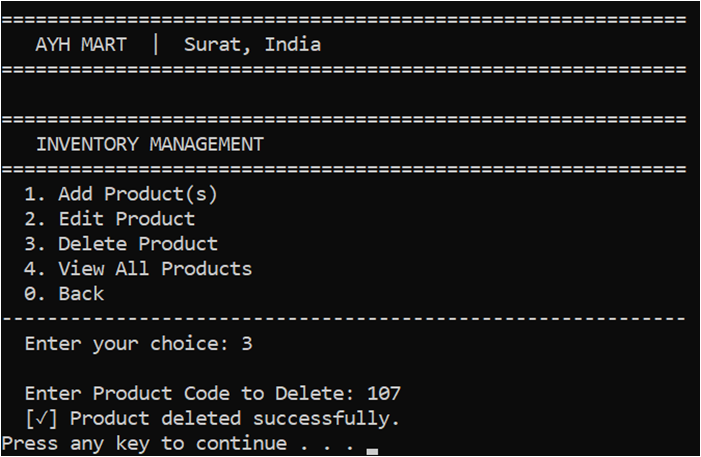 ============================================================
   AYH MART  |  Surat, India
============================================================

============================================================
   INVENTORY MANAGEMENT
============================================================
  1. Add Product(s)
  2. Edit Product
  3. Delete Product
  4. View All Products
  0. Back
------------------------------------------------------------
  Enter your choice: 3

  Enter Product Code to Delete: 107
  [✓] Product deleted successfully.
Press any key to continue . . .